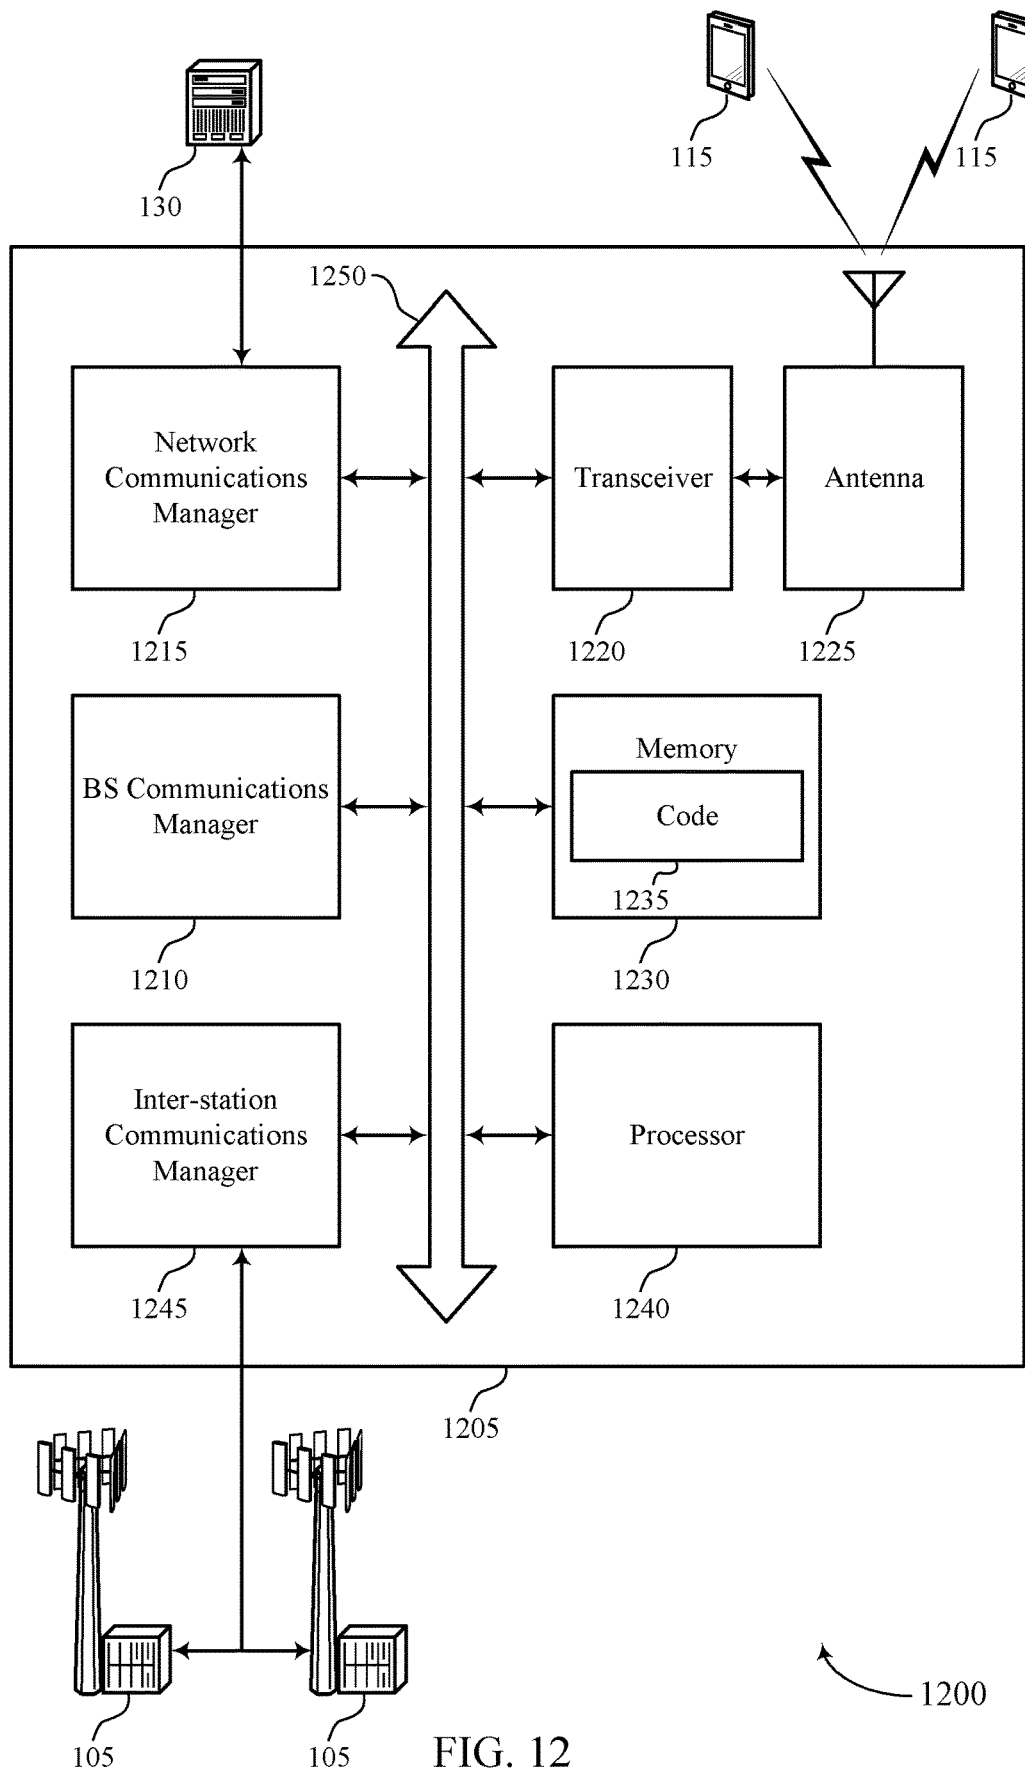 130
115
115
1250
Network
Communications
Manager
Transceiver
Antenna
1215
1220
1225
BS Communications
Manager
Memory
Code
1235
1210
1230
Inter-station
Communications
Manager
Processor
1245
1240
1205
105
105
1200
FIG. 12